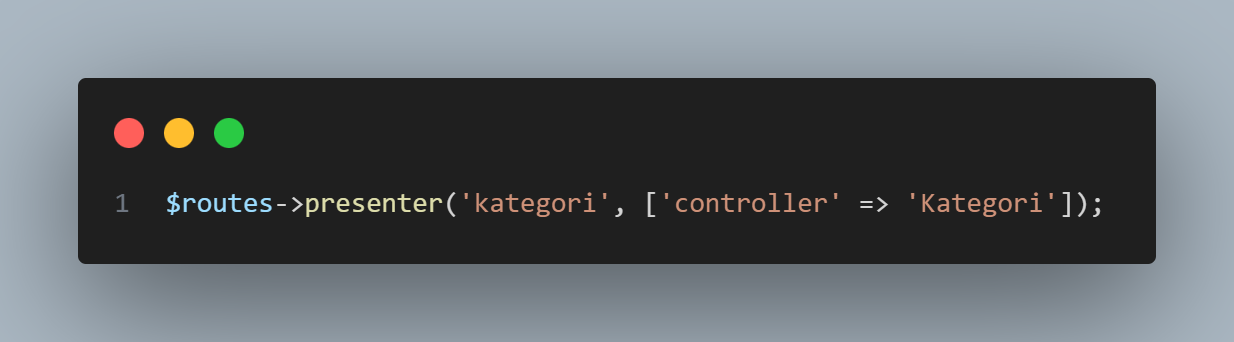 1 $routes->presenter('kategori', ['controller' => 'Kategori']);